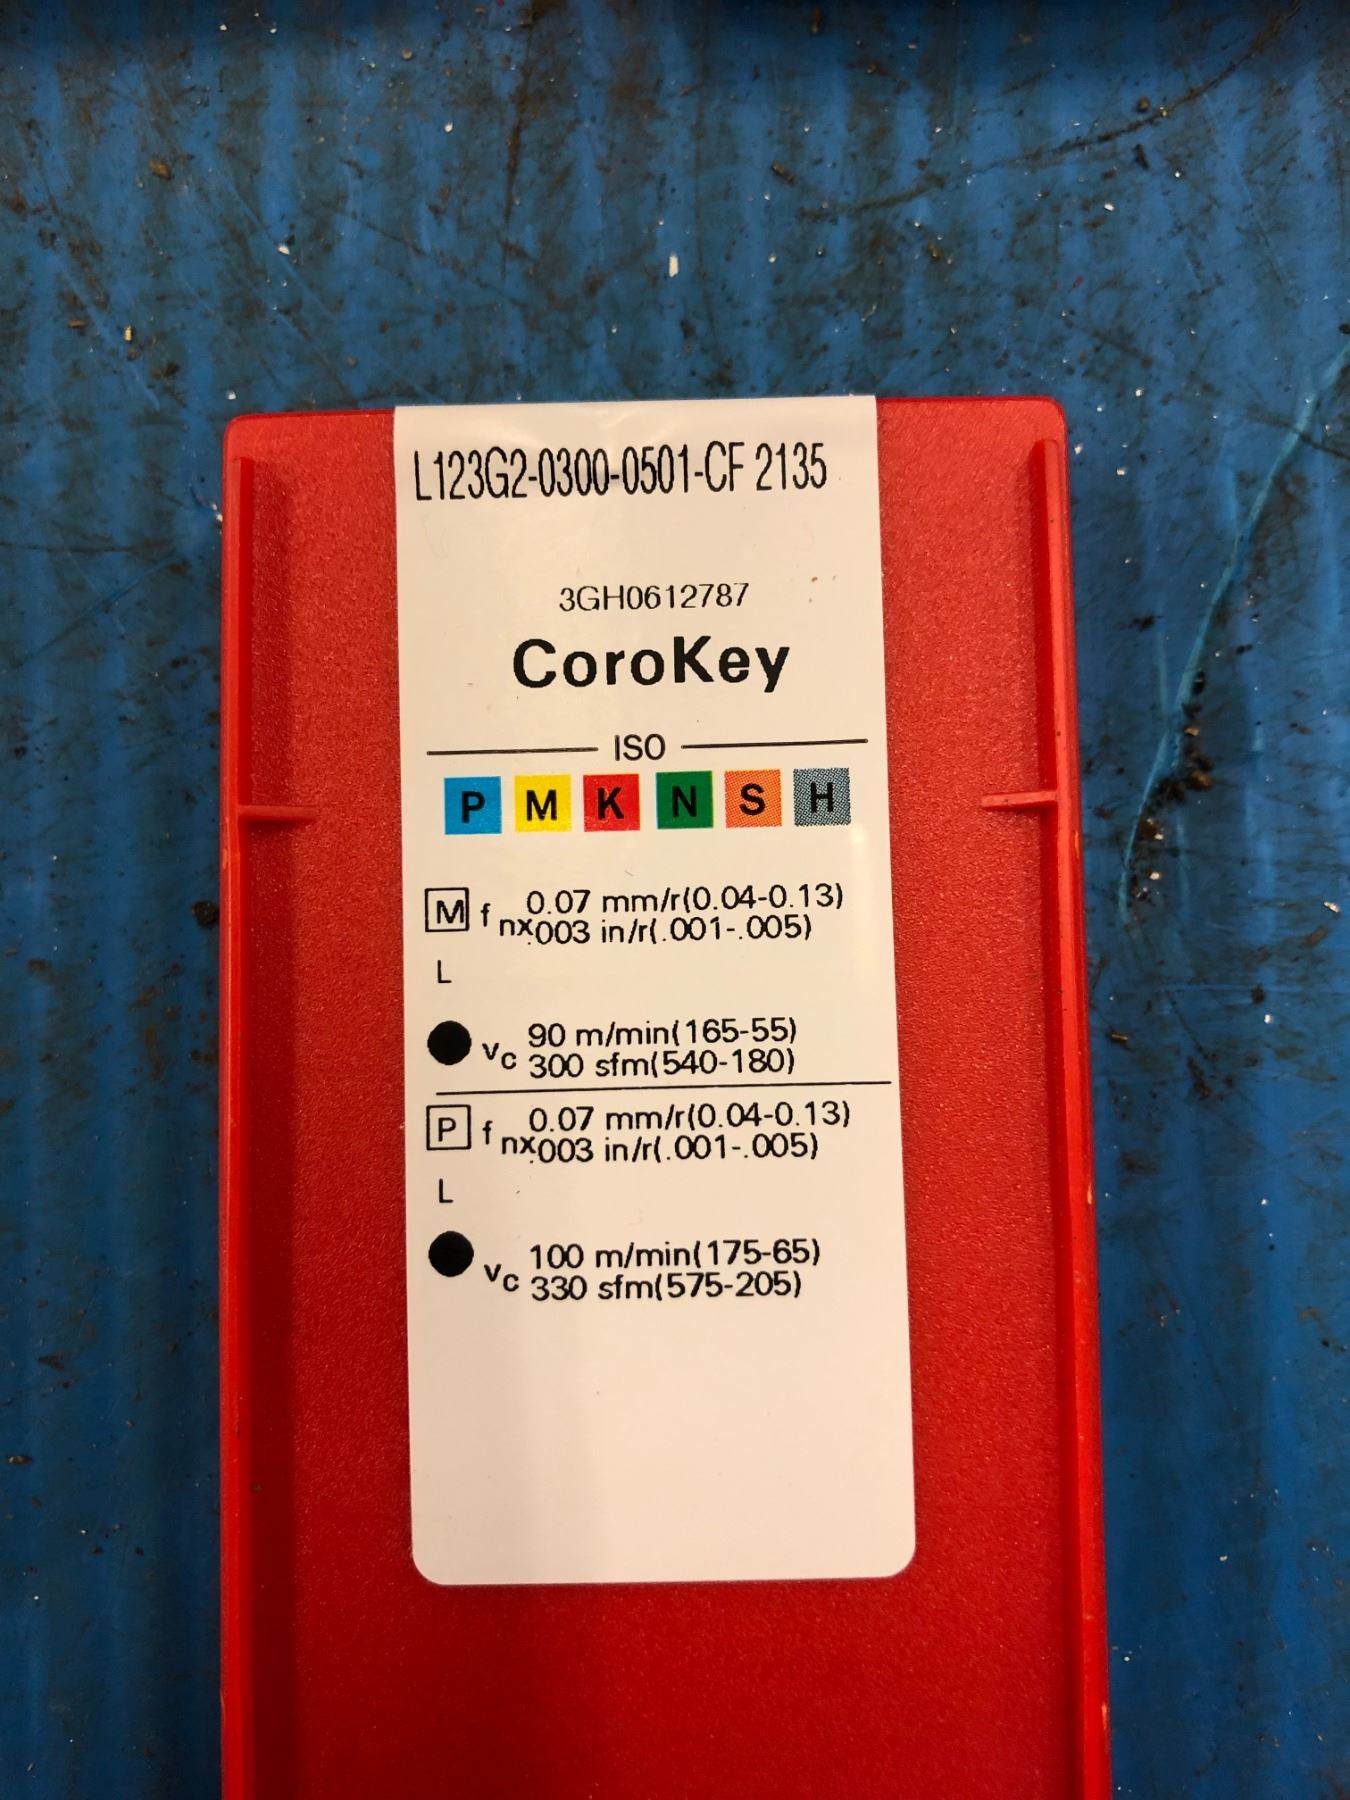 L123G2-0300-0501-CF 2135
3GH0612787
CoroKey
ISO
P M K N S H
M f nx 0.07 mm/r(0.04-0.13)
.003 in/r(.001-.005)
L
vc 90 m/min(165-55)
300 sfm(540-180)
P f nx 0.07 mm/r(0.04-0.13)
.003 in/r(.001-.005)
L
vc 100 m/min(175-65)
330 sfm(575-205)